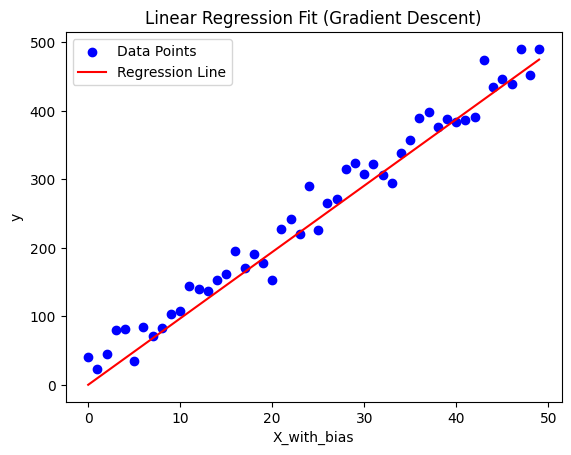 Linear Regression Fit (Gradient Descent)
Data Points
Regression Line
500
400
300
200
100
0
y
0 10 20 30 40 50
X_with_bias